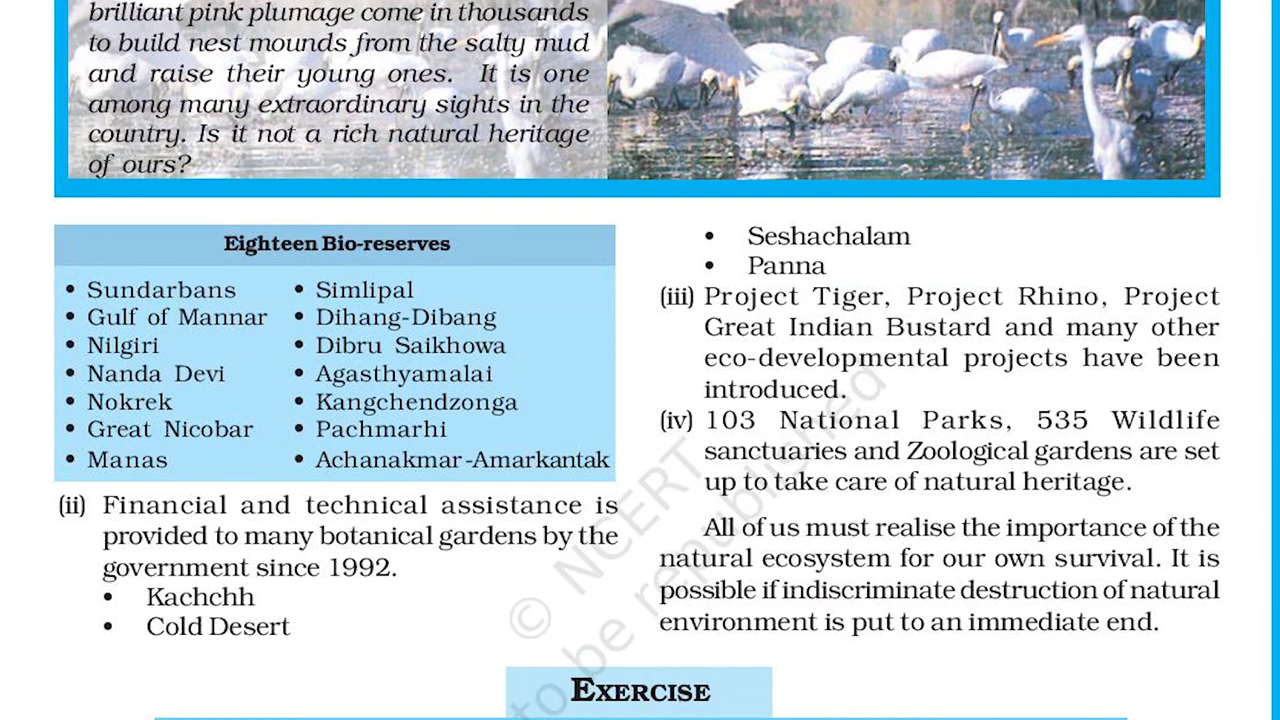 brilliant pink plumage come in thousands
to build nest mounds from the salty mud
and raise their young ones. It is one
among many extraordinary sights in the
country. Is it not a rich natural heritage
of ours?
Eighteen Bio-reserves
• Sundarbans
• Gulf of Mannar
• Nilgiri
• Nanda Devi
• Nokrek
• Great Nicobar
• Manas
• Simlipal
• Dihang-Dibang
• Dibru Saikhowa
• Agasthyamalai
• Kangchendzonga
• Pachmarhi
• Achanakmar-Amarkantak
(ii) Financial and technical assistance is
provided to many botanical gardens by the
government since 1992.
• Kachchh
• Cold Desert
• Seshachalam
• Panna
(iii) Project Tiger, Project Rhino, Project
Great Indian Bustard and many other
eco-developmental projects have been
introduced.
(iv) 103 National Parks, 535 Wildlife
sanctuaries and Zoological gardens are set
up to take care of natural heritage.
All of us must realise the importance of the
natural ecosystem for our own survival. It is
possible if indiscriminate destruction of natural
environment is put to an immediate end.
© NCERT
to be republished
EXERCISE